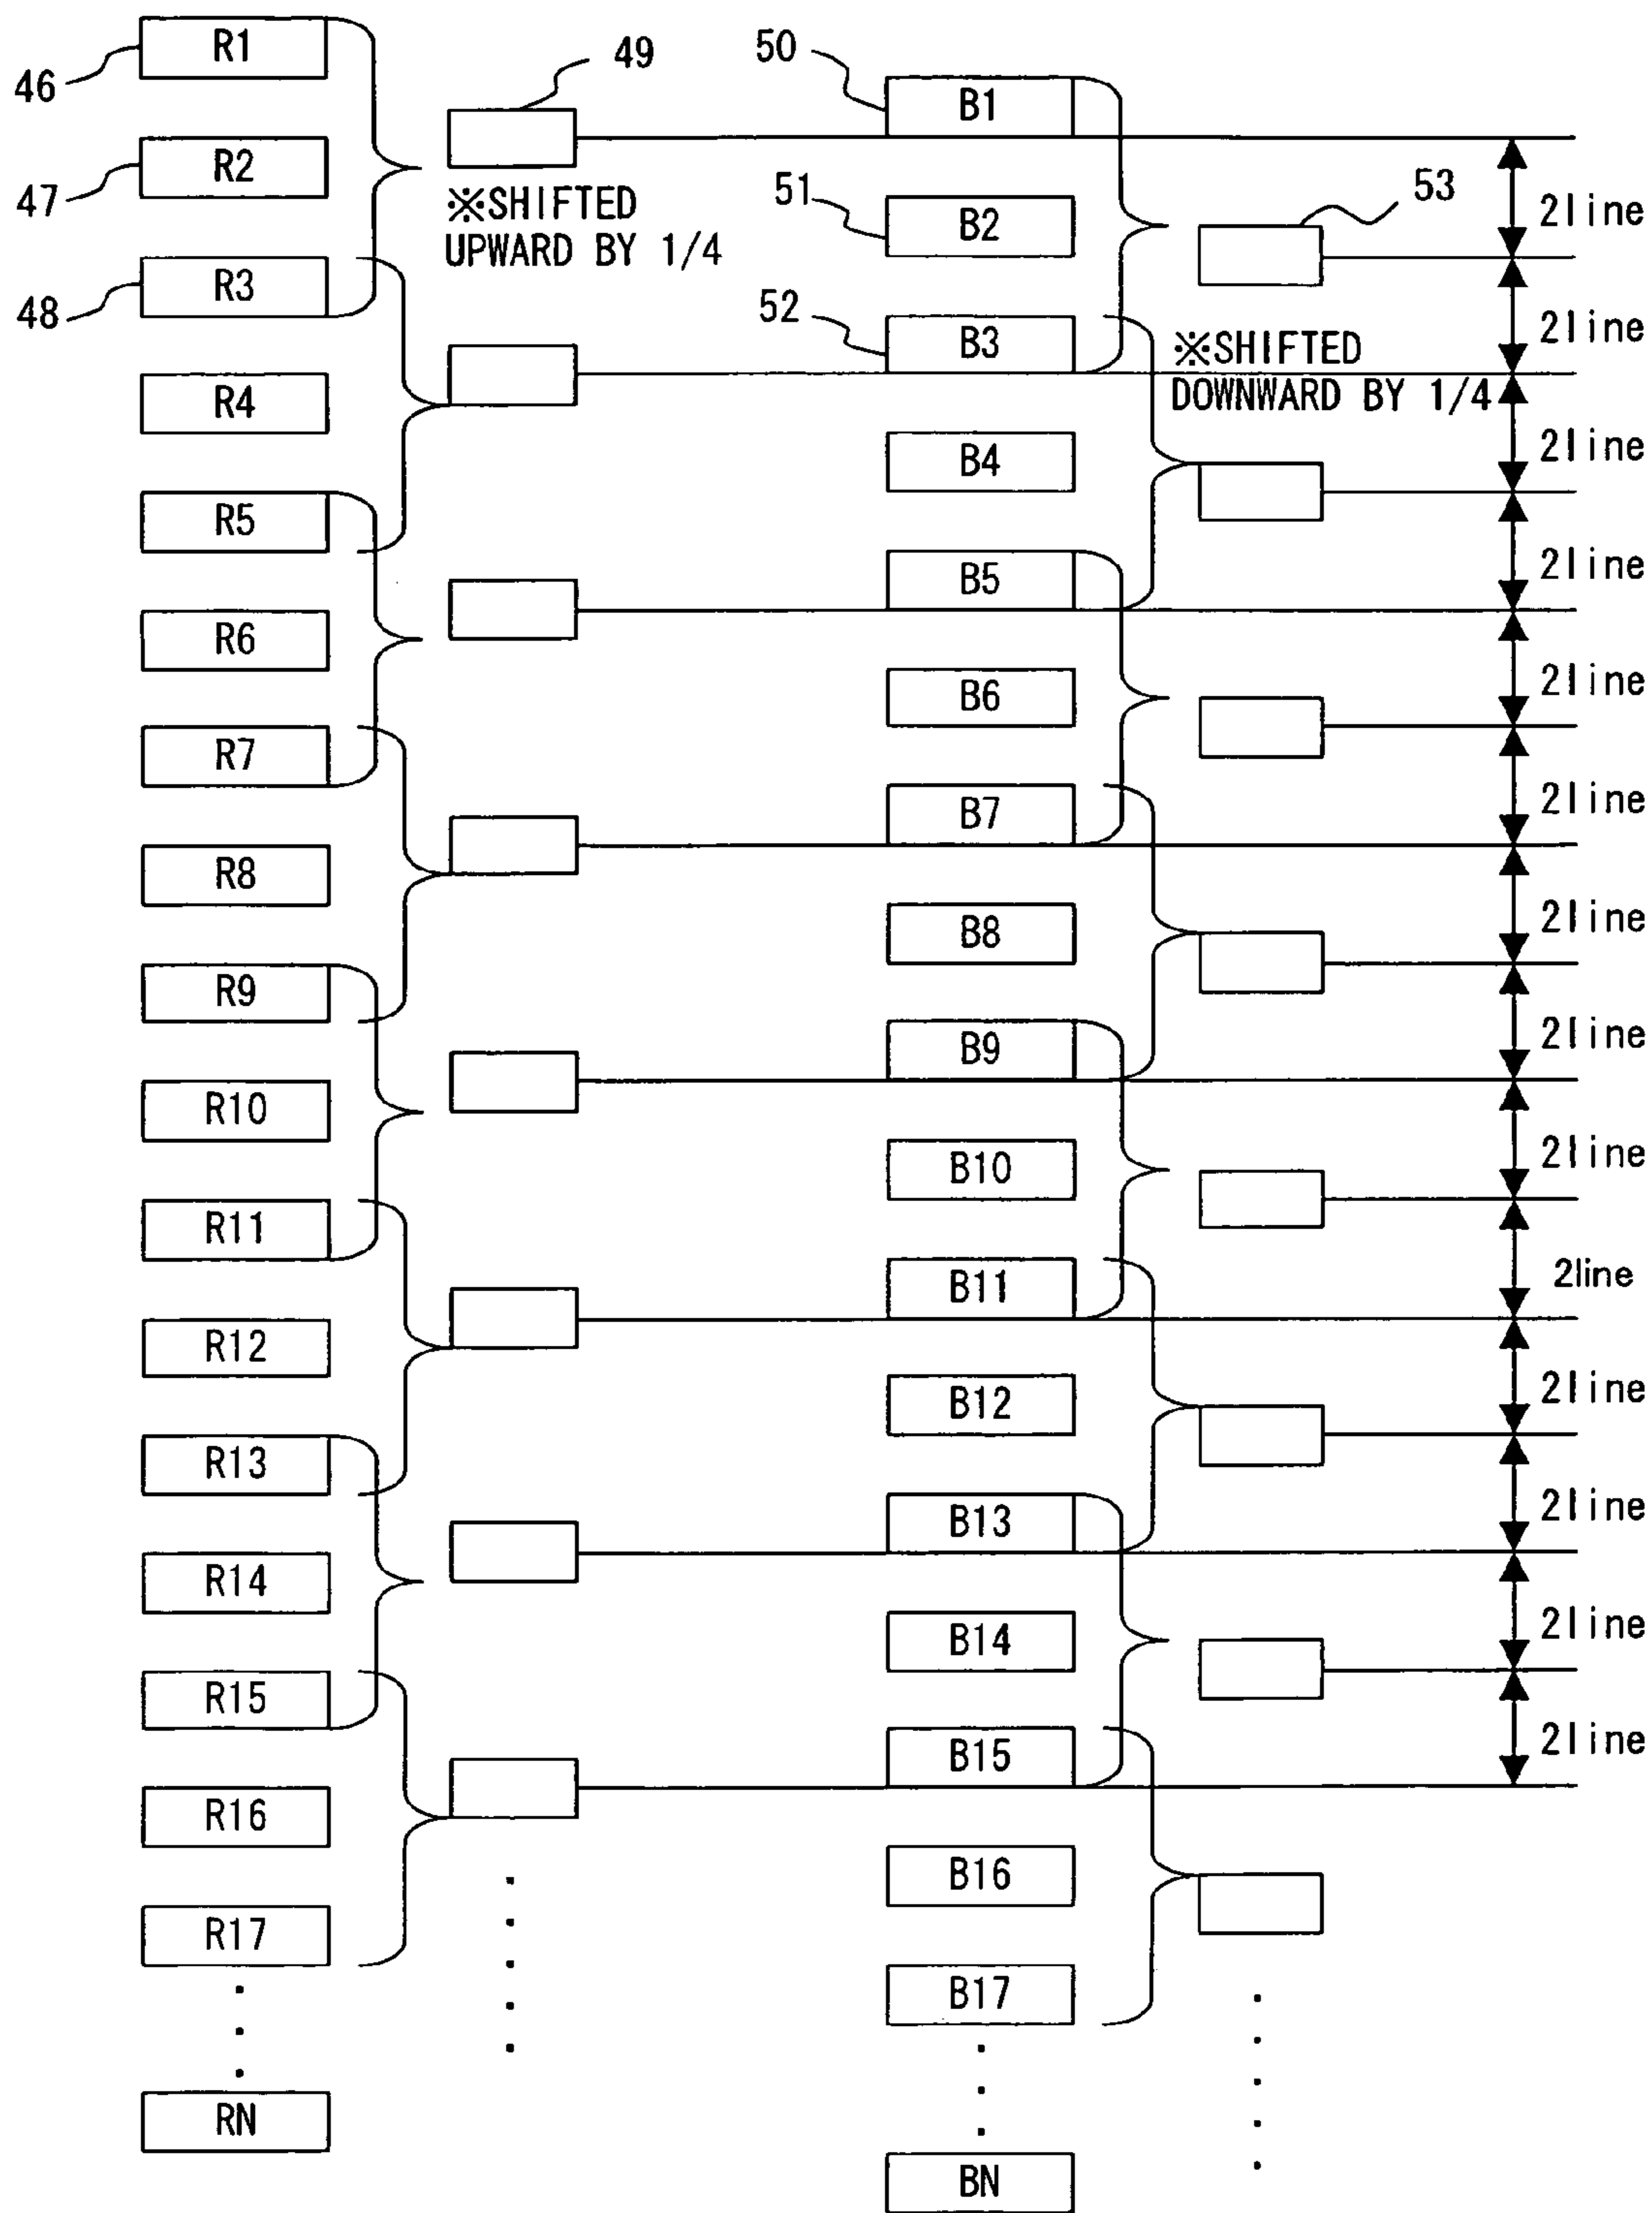 R1
46
49
50
B1
R2
47
51
B2
53
2line
※SHIFTED
UPWARD BY 1/4
R3
48
52
B3
2line
※SHIFTED
DOWNWARD BY 1/4
R4
B4
2line
R5
B5
2line
R6
B6
2line
R7
B7
2line
R8
B8
2line
R9
B9
2line
R10
B10
2line
R11
B11
2line
R12
B12
2line
R13
B13
2line
R14
B14
2line
R15
B15
2line
R16
B16
R17
B17
RN
BN